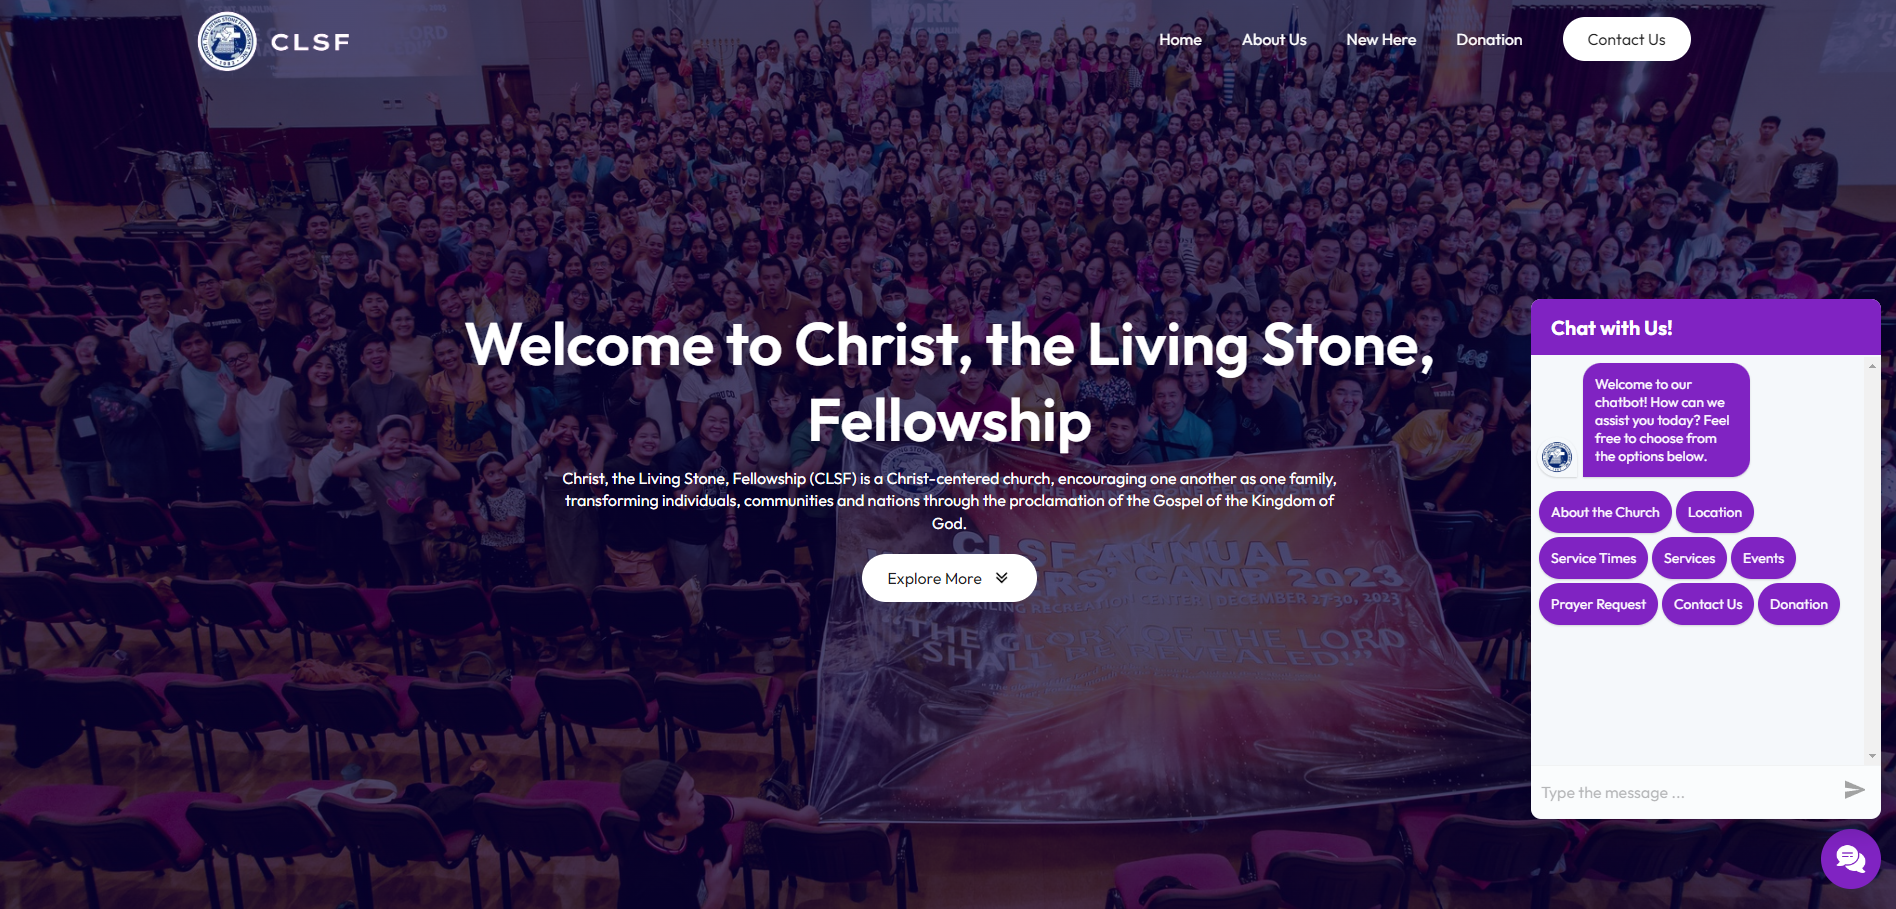 CLSF
Home
About Us
New Here
Donation
Contact Us
Welcome to Christ, the Living Stone,
Fellowship
Christ, the Living Stone, Fellowship (CLSF) is a Christ-centered church, encouraging one another as one family,
transforming individuals, communities and nations through the proclamation of the Gospel of the Kingdom of
God.
Explore More
THE LIVING STONE FELLOWSHIP
CLSF ANNUAL
CAMP 2023
MAKILING RECREATION CENTER | DECEMBER 27-30, 2023
"THE GLORY OF THE LORD
SHALL BE REVEALED!"
Chat with Us!
Welcome to our
chatbot! How can we
assist you today? Feel
free to choose from
the options below.
About the Church
Location
Service Times
Services
Events
Prayer Request
Contact Us
Donation
Type the message ...